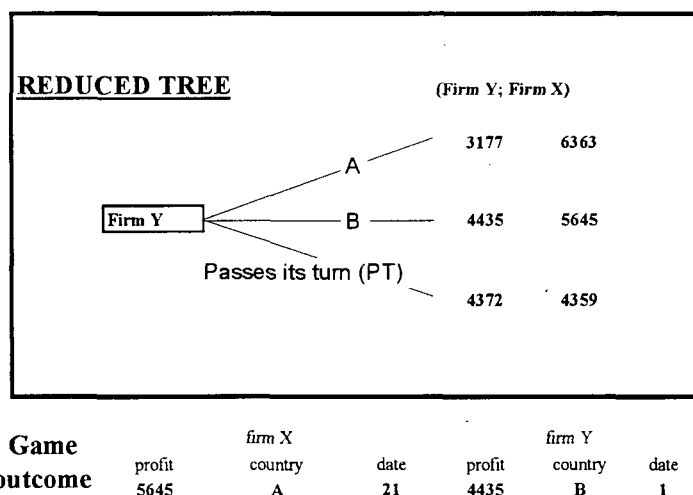 REDUCED TREE
(Firm Y; Firm X)
3177 6363
A
Firm Y
B
4435 5645
Passes its turn (PT)
4372 4359
Game outcome
firm X firm Y
profit country date profit country date
5645 A 21 4435 B 1